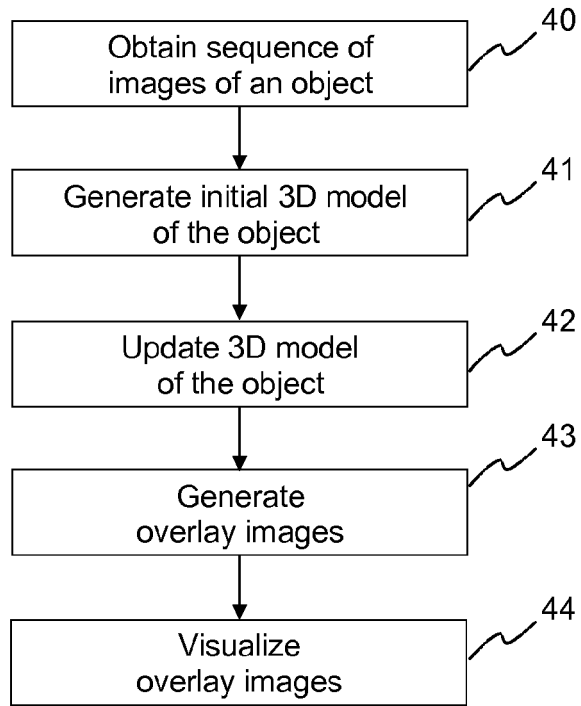 40
Obtain sequence of
images of an object
41
Generate initial 3D model
of the object
42
Update 3D model
of the object
43
Generate
overlay images
44
Visualize
overlay images